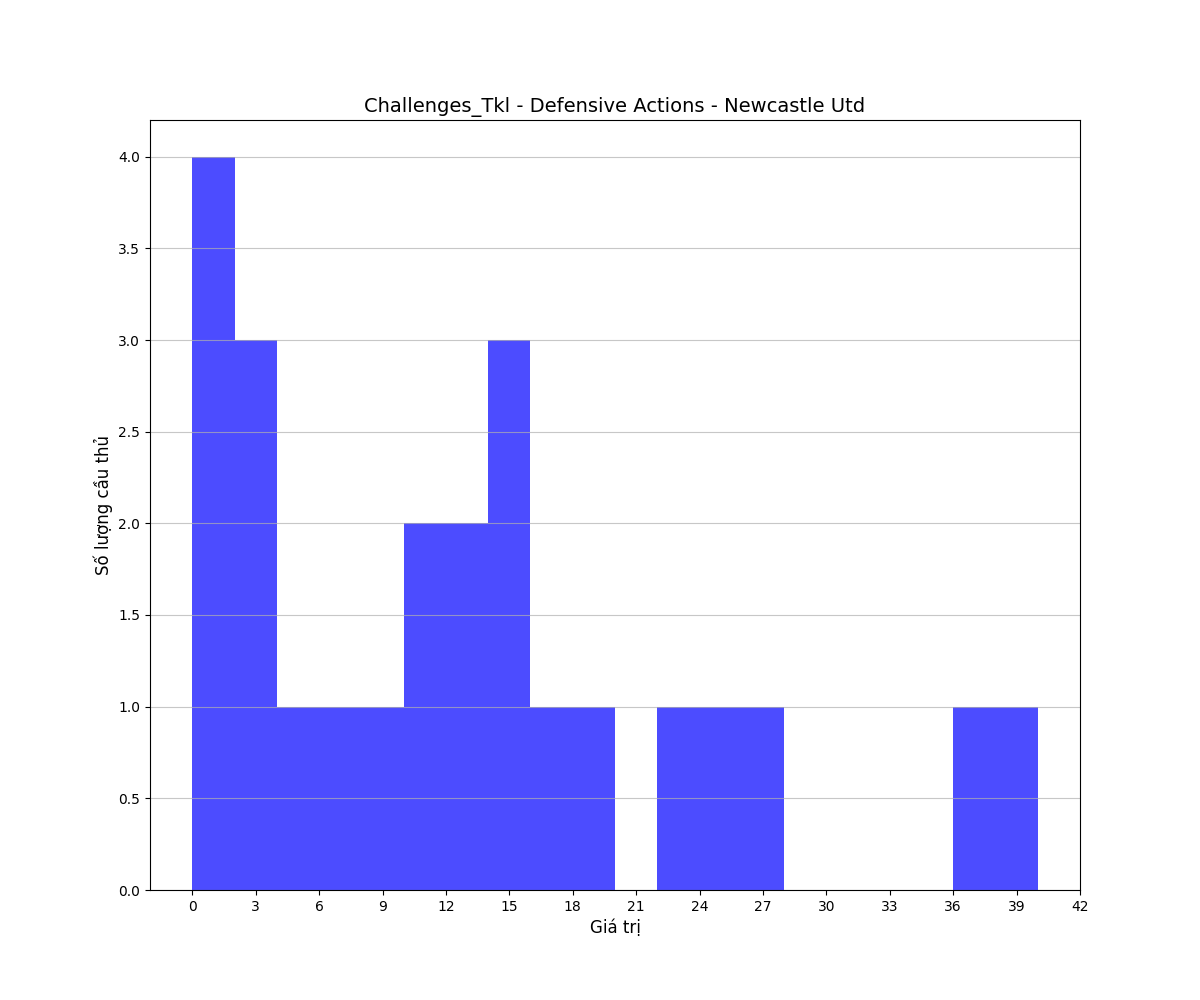 Challenges_Tkl - Defensive Actions - Newcastle Utd
4.0
3.5
3.0
2.5
2.0
1.5
1.0
0.5
0.0
Số lượng cầu thủ
0 3 6 9 12 15 18 21 24 27 30 33 36 39 42
Giá trị